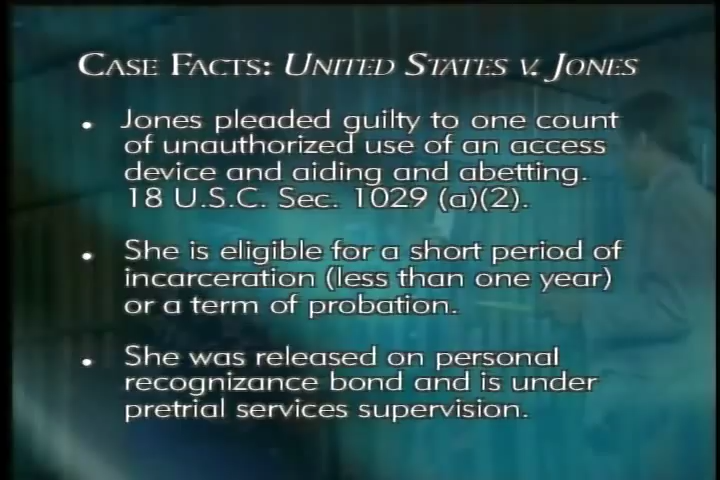 CASE FACTS: UNITED STATES V. JONES
• Jones pleaded guilty to one count
of unauthorized use of an access
device and aiding and abetting.
18 U.S.C. Sec. 1029 (a)(2).
• She is eligible for a short period of
incarceration (less than one year)
or a term of probation.
• She was released on personal
recognizance bond and is under
pretrial services supervision.